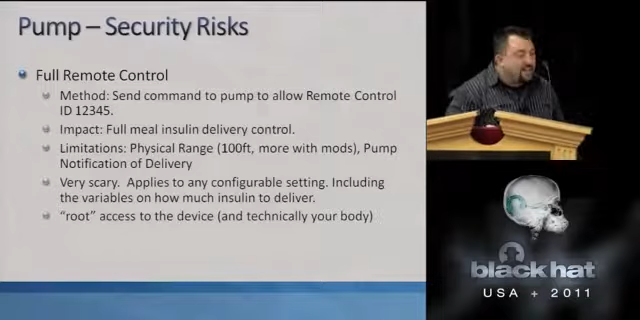 Pump – Security Risks
Full Remote Control
Method: Send command to pump to allow Remote Control
ID 12345.
Impact: Full meal insulin delivery control.
Limitations: Physical Range (100ft, more with mods), Pump
Notification of Delivery
Very scary.  Applies to any configurable setting. Including
the variables on how much insulin to deliver.
“root” access to the device (and technically your body)
black hat
USA + 2011